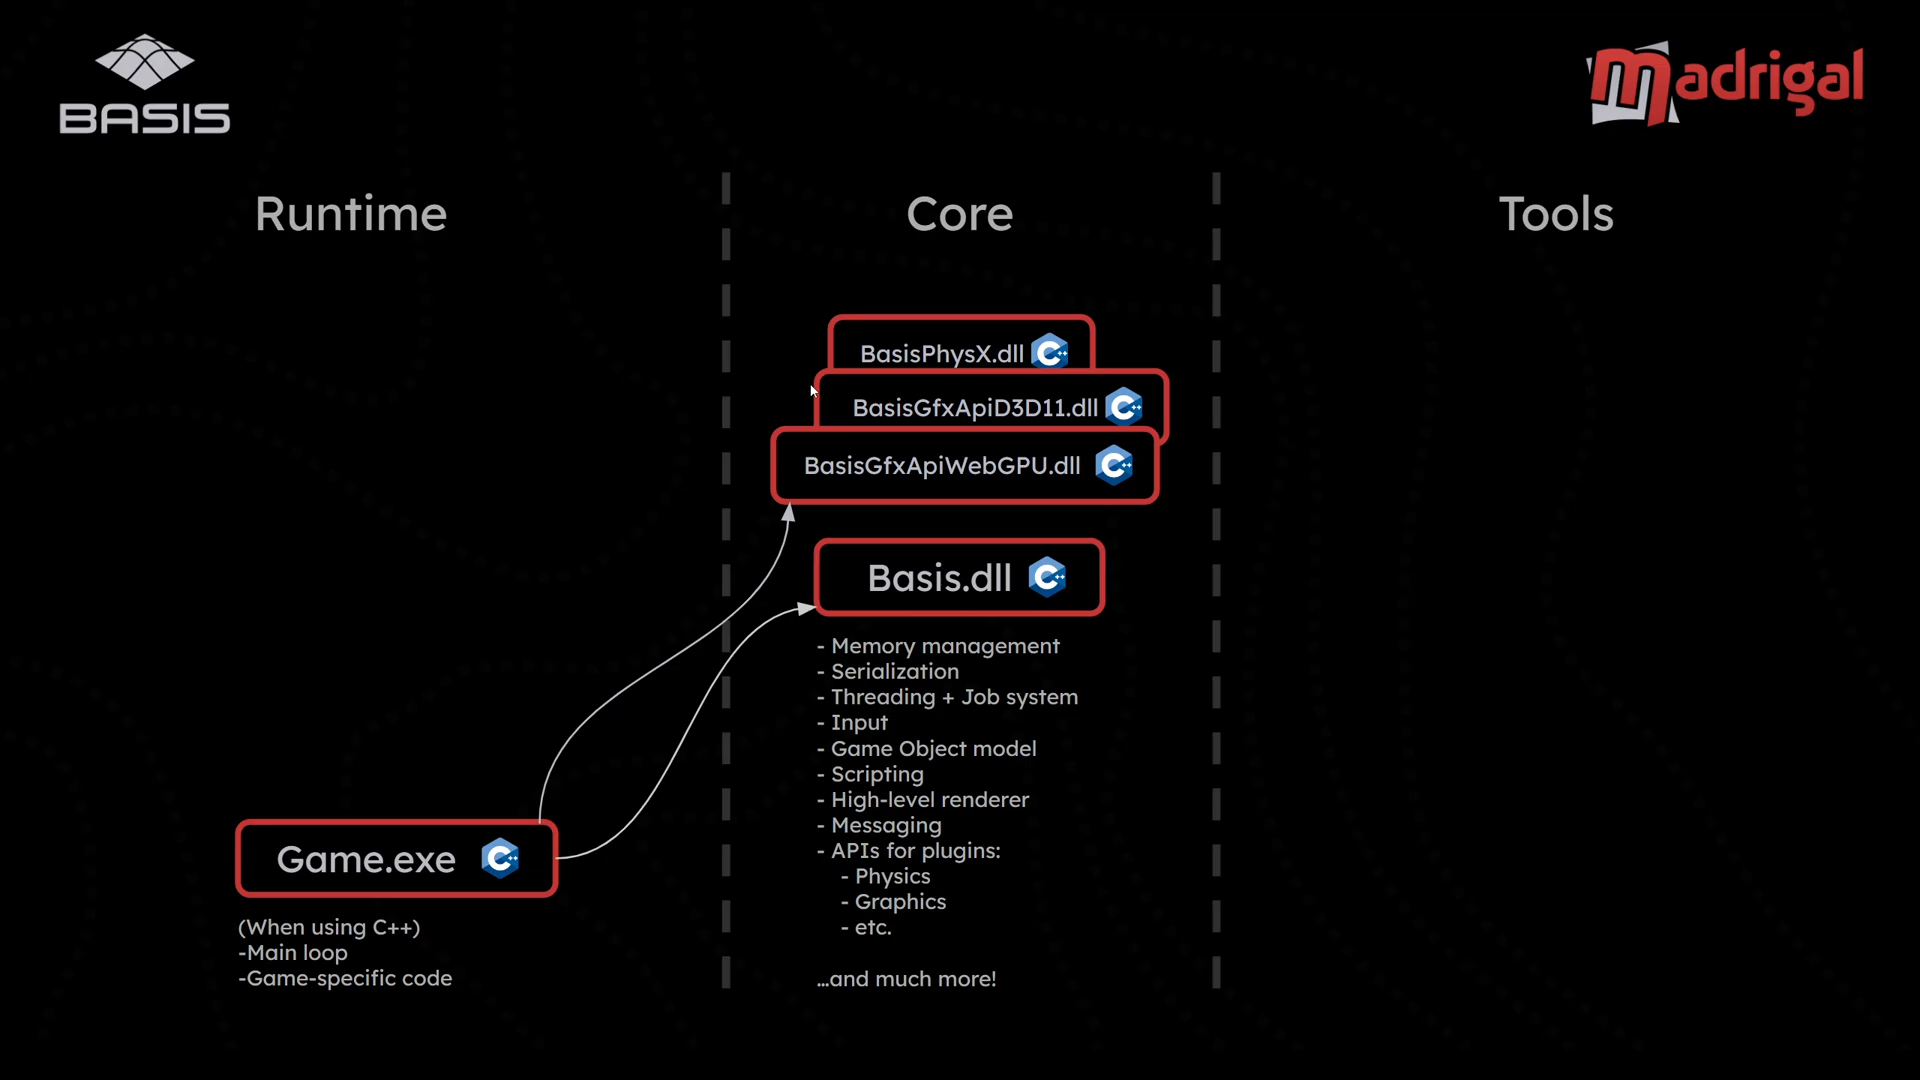 BASIS
Madrigal
Runtime
Core
Tools
BasisPhysX.dll
BasisGfxApiD3D11.dll
BasisGfxApiWebGPU.dll
Basis.dll
- Memory management
- Serialization
- Threading + Job system
- Input
- Game Object model
- Scripting
- High-level renderer
- Messaging
- APIs for plugins:
- Physics
- Graphics
- etc.
...and much more!
Game.exe
(When using C++)
-Main loop
-Game-specific code